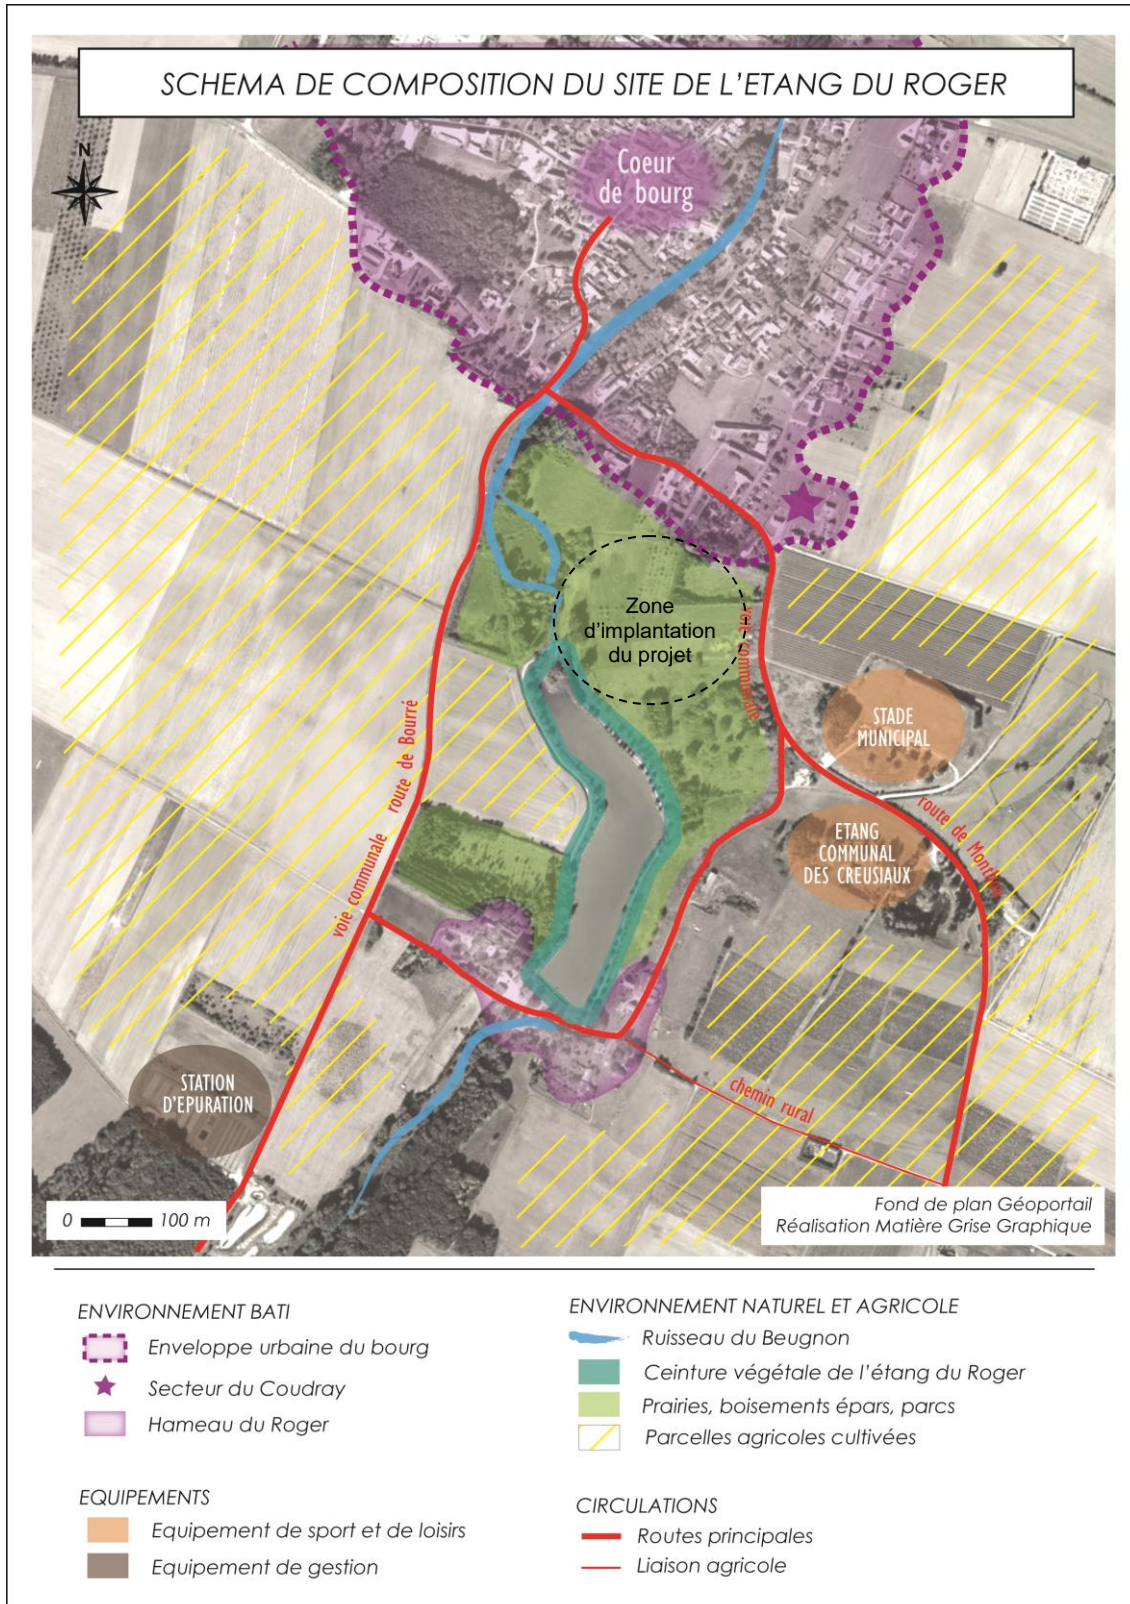 SCHEMA DE COMPOSITION DU SITE DE L'ETANG DU ROGER
N
Coeur
de bourg
Zone
d'implantation
du projet
voie communale
STADE
MUNICIPAL
route de Bourré
voie communale
ETANG
COMMUNAL
DES CREUSIAUX
route de
STATION
D'EPURATION
chemin rural
0 100 m
Fond de plan Géoportail
Réalisation Matière Grise Graphique
ENVIRONNEMENT BATI
Enveloppe urbaine du bourg
Secteur du Coudray
Hameau du Roger
EQUIPEMENTS
Equipement de sport et de loisirs
Equipement de gestion
ENVIRONNEMENT NATUREL ET AGRICOLE
Ruisseau du Beugnon
Ceinture végétale de l'étang du Roger
Prairies, boisements épars, parcs
Parcelles agricoles cultivées
CIRCULATIONS
Routes principales
Liaison agricole